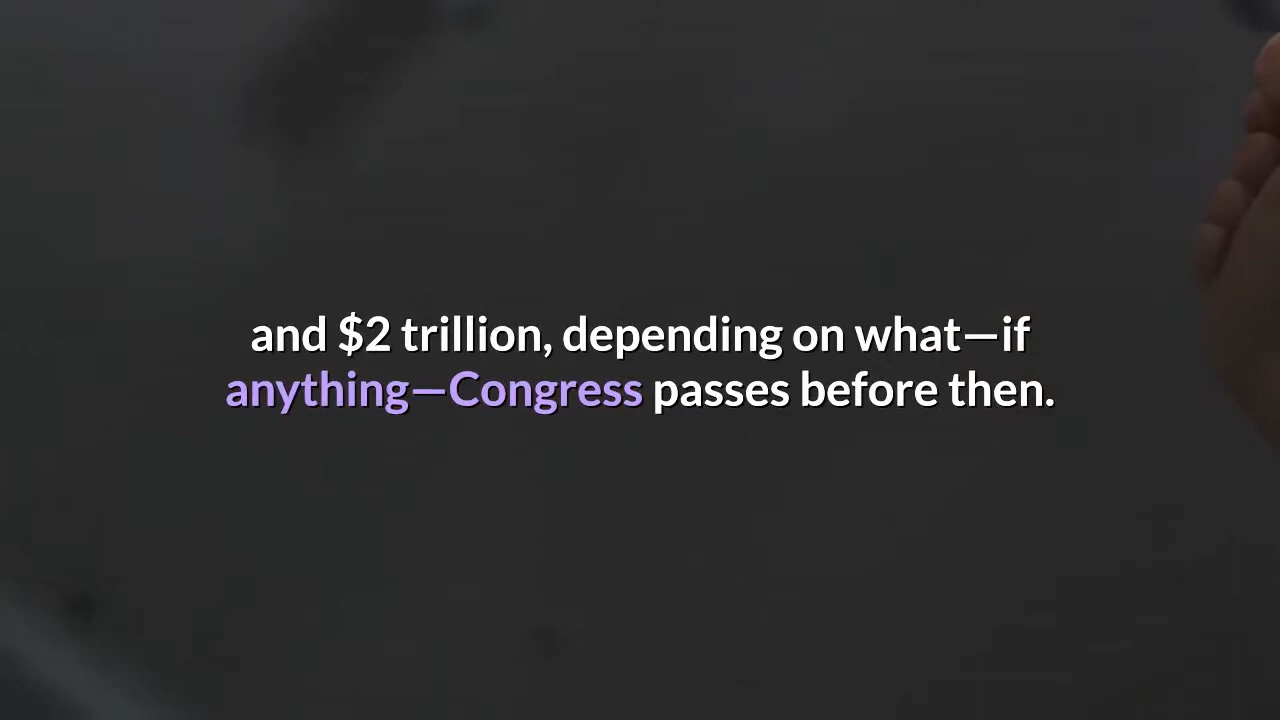 and $2 trillion, depending on what—if
anything—Congress passes before then.